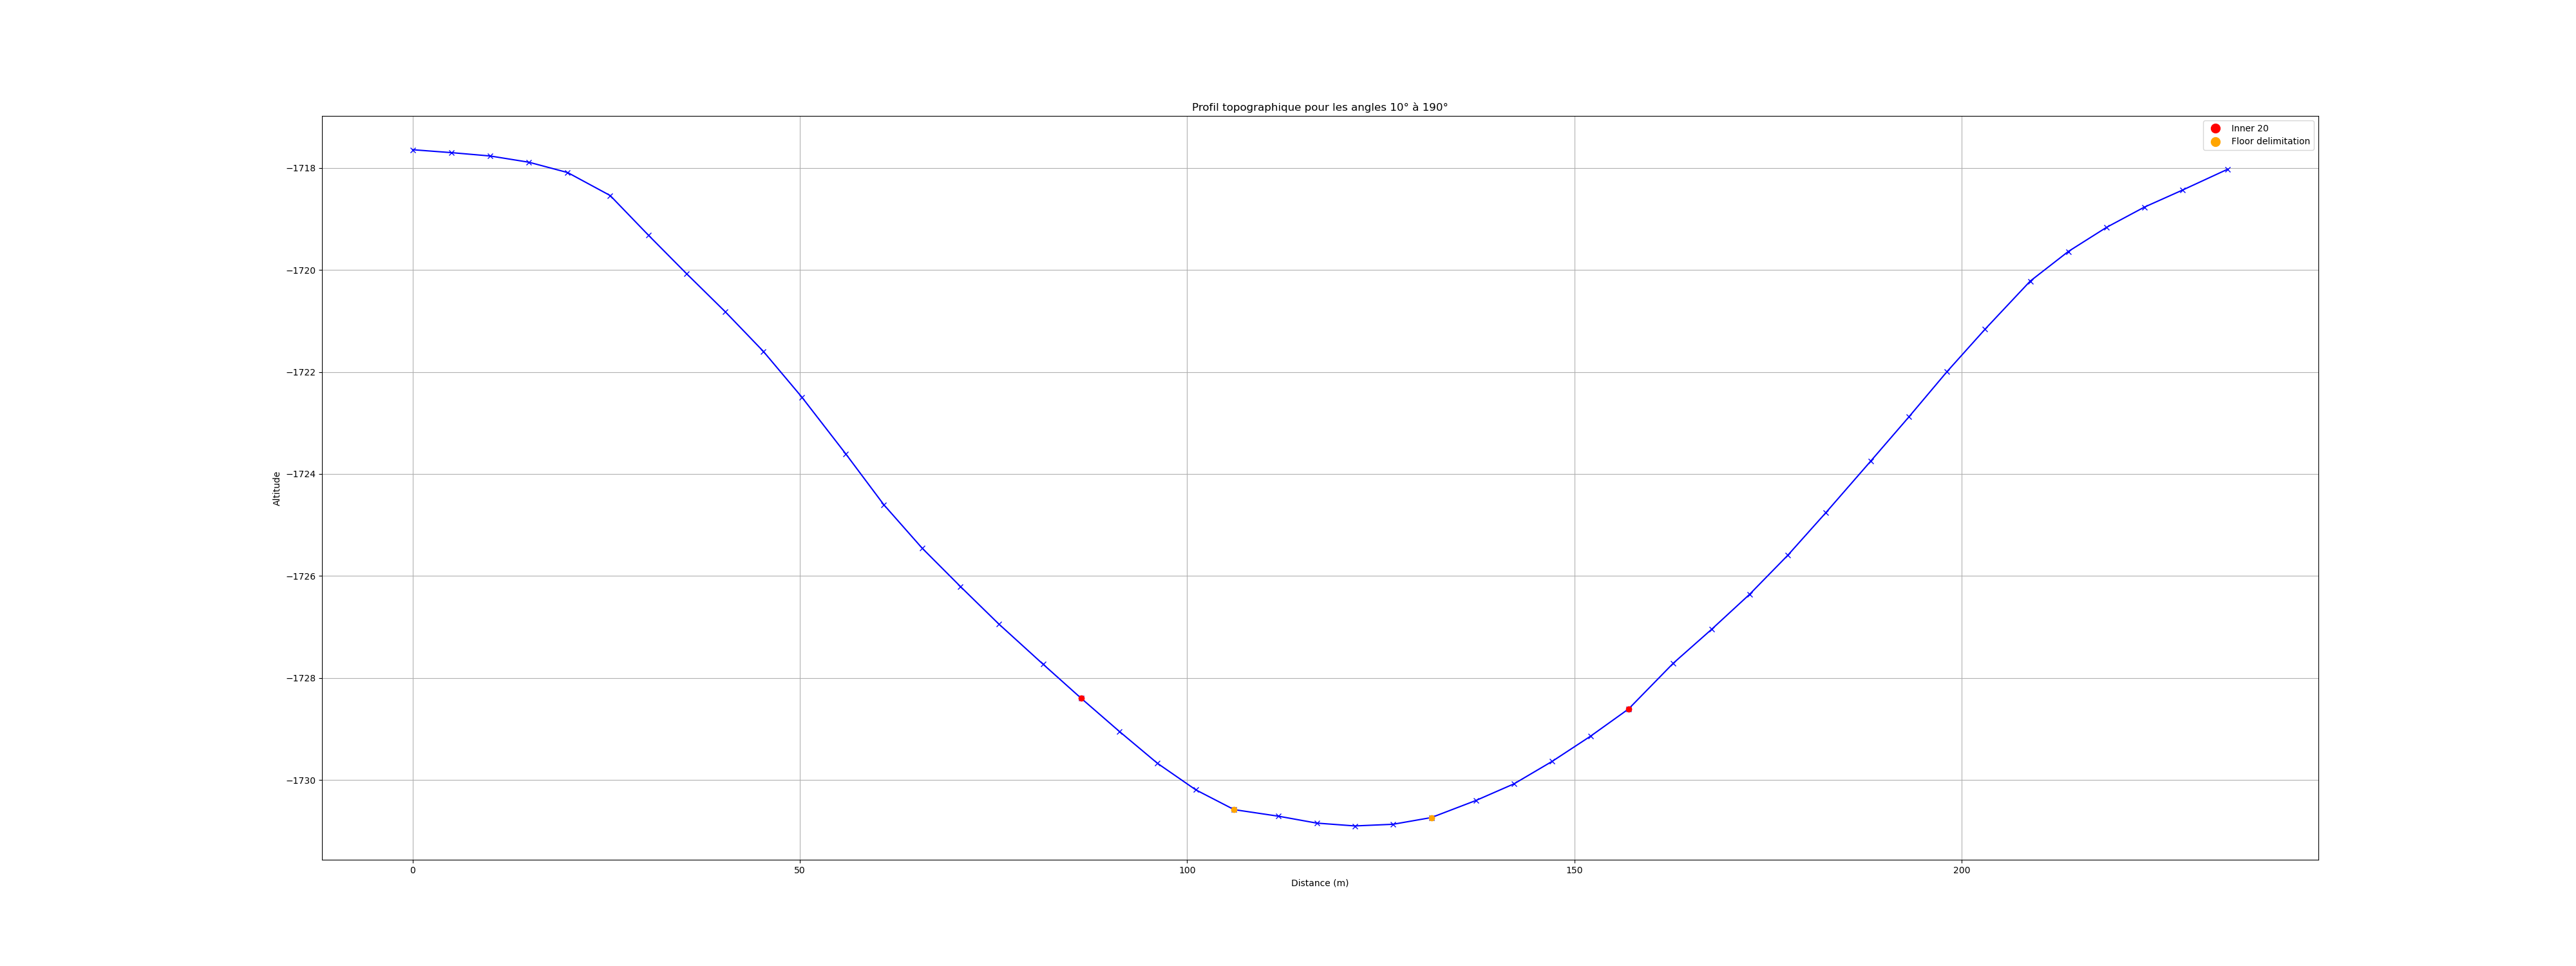 Profil topographique pour les angles 10° à 190°
Inner 20
Floor delimitation
−1718
−1720
−1722
−1724
−1726
−1728
−1730
Altitude
0
50
100
150
200
Distance (m)